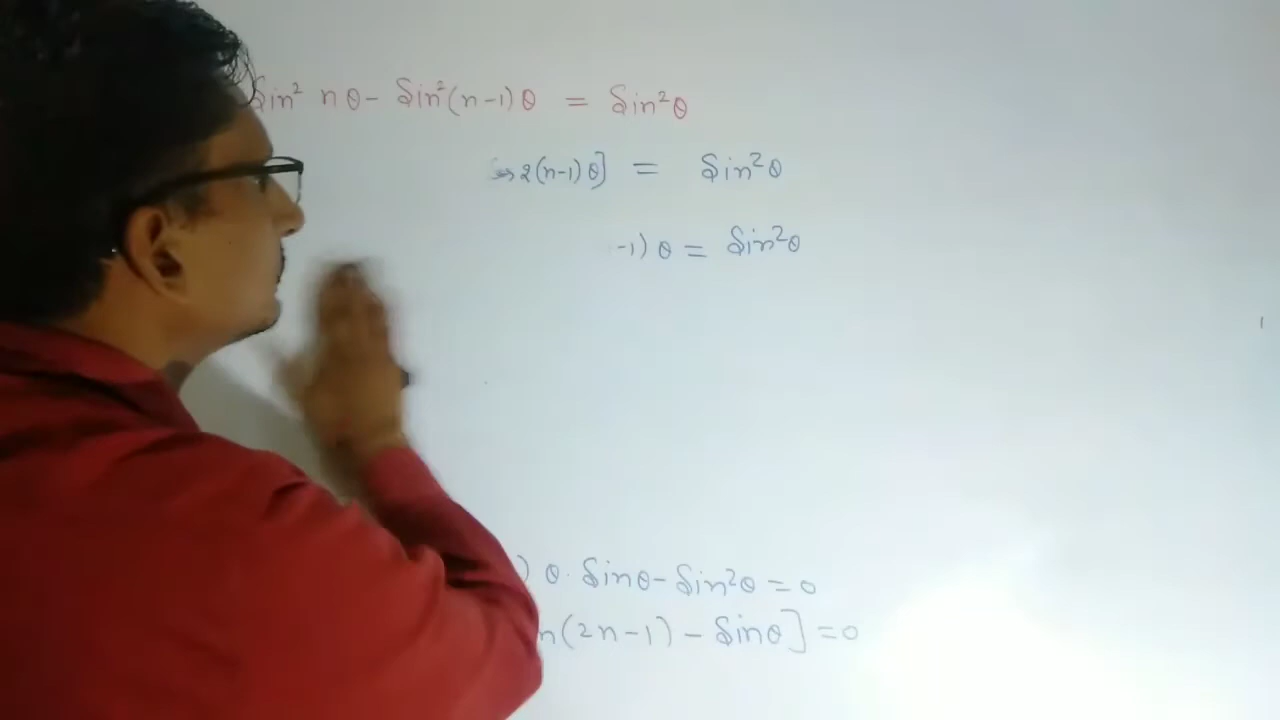 Sin² nθ - Sin²(n-1)θ = Sin²θ
2(n-1)θ] = Sin²θ
-1)θ = Sin²θ
) θ. Sinθ - Sin²θ = 0
n(2n-1) - Sinθ] = 0